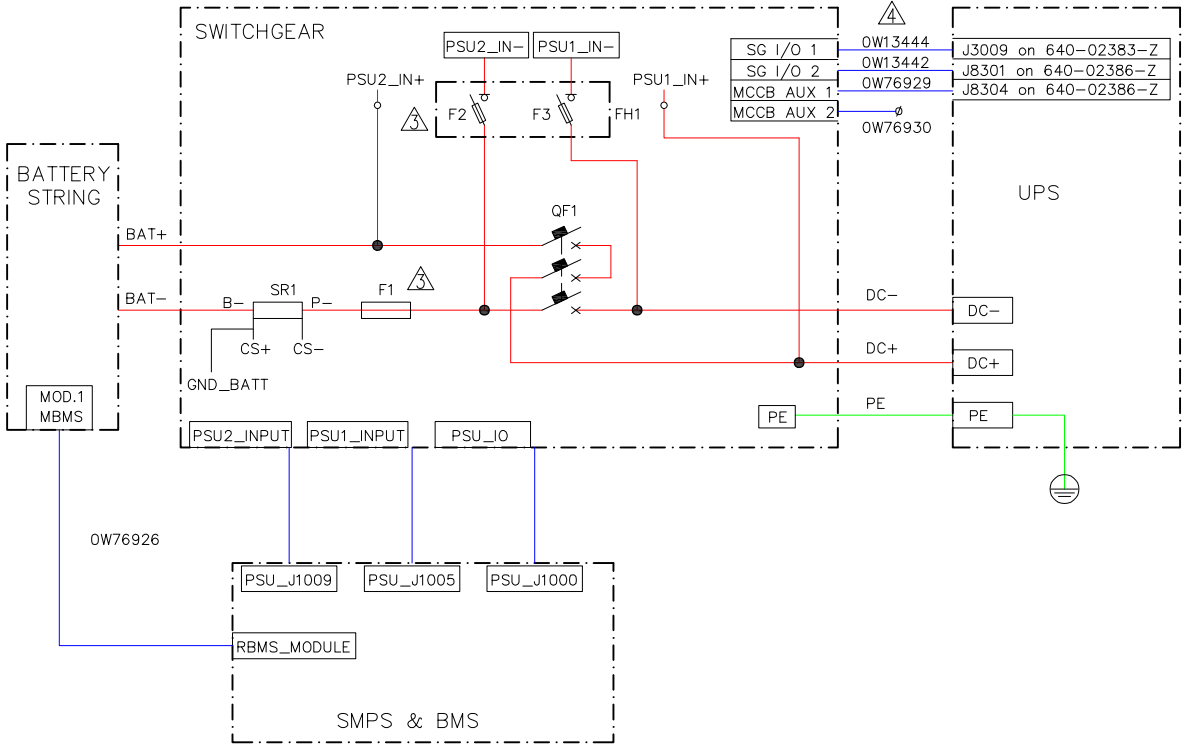 SWITCHGEAR
4
PSU2_IN-
PSU1_IN-
SG I/O 1
0W13444
J3009 on 640-02383-Z
SG I/O 2
0W13442
J8301 on 640-02386-Z
MCCB AUX 1
0W76929
J8304 on 640-02386-Z
MCCB AUX 2
0W76930
PSU2_IN+
PSU1_IN+
3
F2
F3
FH1
BATTERY
STRING
UPS
QF1
BAT+
BAT-
B-
SR1
P-
F1
3
DC-
DC-
CS+
CS-
DC+
DC+
GND_BATT
MOD.1
MBMS
PE
PE
PE
PSU2_INPUT
PSU1_INPUT
PSU_IO
0W76926
PSU_J1009
PSU_J1005
PSU_J1000
RBMS_MODULE
SMPS & BMS